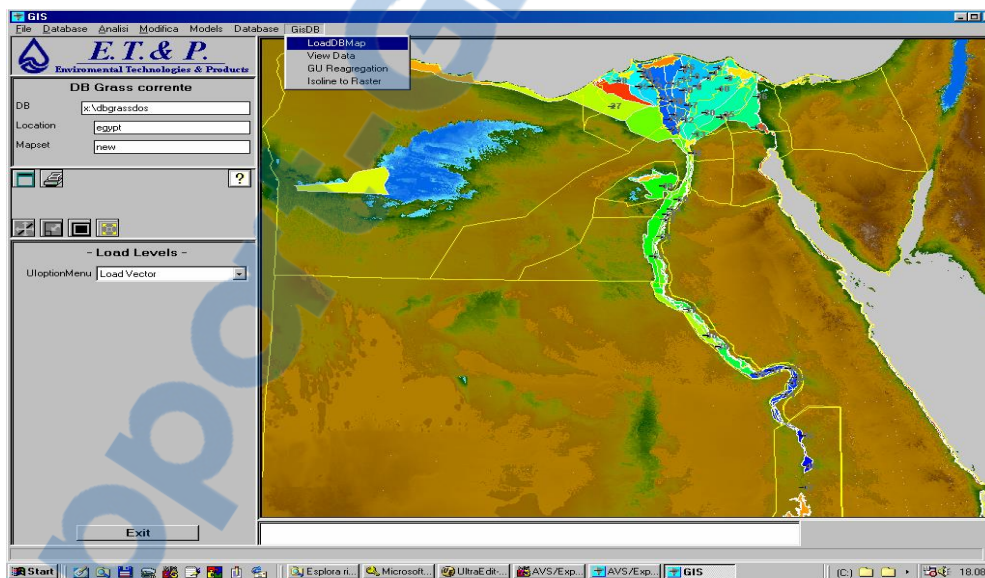 GIS
File Database Analisi Modifica Models Database GisDB
LoadDBMap
View Data
GU Reagregation
Isoline to Raster
E.T. & P.
Enviromental Technologies & Products
DB Grass corrente
DB x:\dbgrassdos
Location egypt
Mapset new
?
- Load Levels -
UIoptionMenu Load Vector
Exit
Start Esplora ri... Microsoft... UltraEdit-... AVS/Exp... AVS/Exp... GIS (C:) 18.08